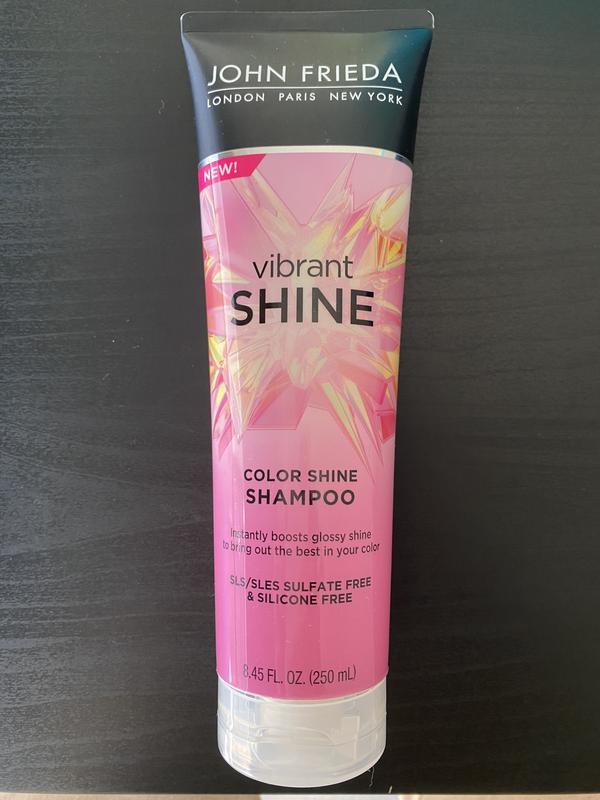 JOHN FRIEDA
LONDON PARIS NEW YORK
NEW!
vibrant
SHINE
COLOR SHINE
SHAMPOO
Instantly boosts glossy shine
to bring out the best in your color
SLS/SLES SULFATE FREE
& SILICONE FREE
8.45 FL. OZ. (250 mL)